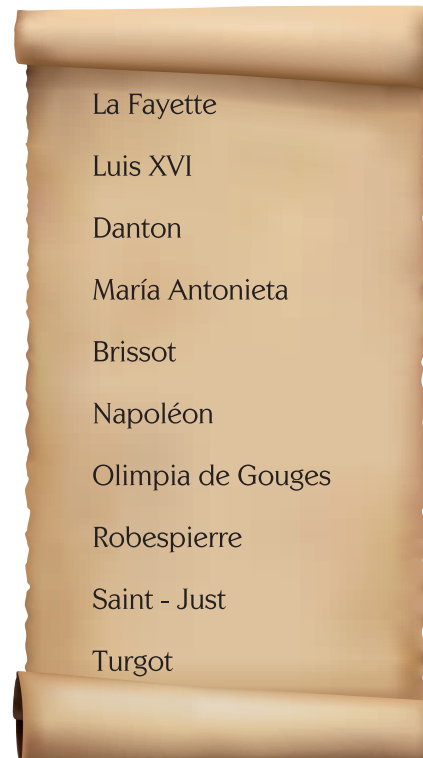 La Fayette
Luis XVI
Danton
María Antonieta
Brissot
Napoléon
Olimpia de Gouges
Robespierre
Saint - Just
Turgot